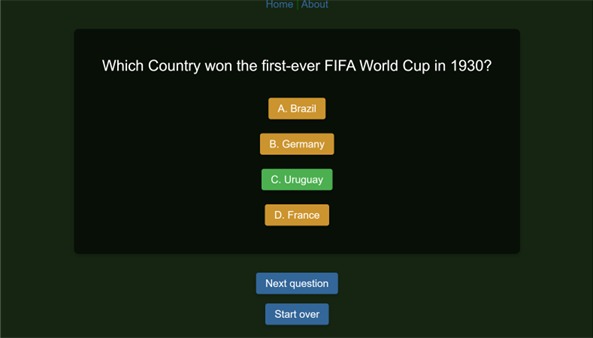 Home | About
Which Country won the first-ever FIFA World Cup in 1930?
A. Brazil
B. Germany
C. Uruguay
D. France
Next question
Start over